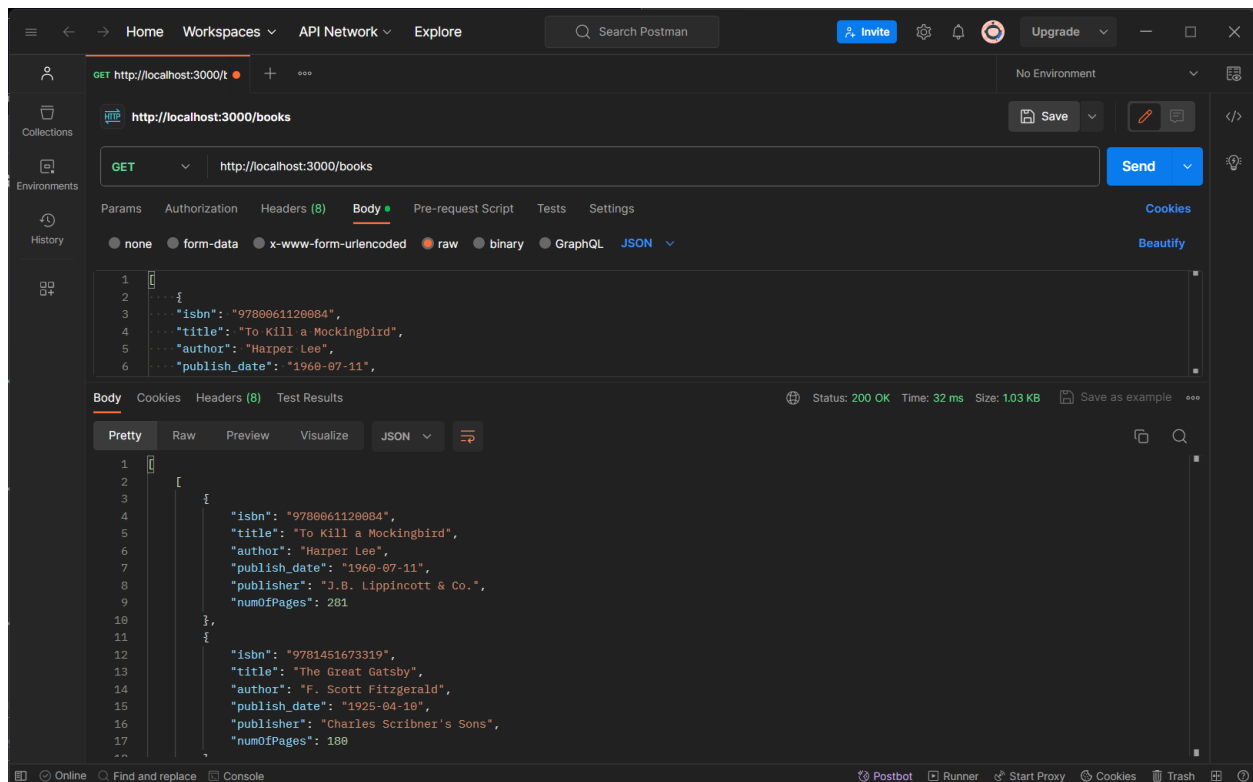 Home Workspaces API Network Explore Search Postman Invite Upgrade
GET http://localhost:3000/b No Environment
HTTP http://localhost:3000/books Save
Collections
Environments
History
GET http://localhost:3000/books Send
Params Authorization Headers (8) Body Pre-request Script Tests Settings Cookies
none form-data x-www-form-urlencoded raw binary GraphQL JSON Beautify
1 [
2 {
3 "isbn": "9780061120084",
4 "title": "To Kill a Mockingbird",
5 "author": "Harper Lee",
6 "publish_date": "1960-07-11",
Body Cookies Headers (8) Test Results Status: 200 OK Time: 32 ms Size: 1.03 KB Save as example
Pretty Raw Preview Visualize JSON
1 [
2 [
3 {
4 "isbn": "9780061120084",
5 "title": "To Kill a Mockingbird",
6 "author": "Harper Lee",
7 "publish_date": "1960-07-11",
8 "publisher": "J.B. Lippincott & Co.",
9 "numOfPages": 281
10 },
11 {
12 "isbn": "9781451673319",
13 "title": "The Great Gatsby",
14 "author": "F. Scott Fitzgerald",
15 "publish_date": "1925-04-10",
16 "publisher": "Charles Scribner's Sons",
17 "numOfPages": 180
Online Find and replace Console Postbot Runner Start Proxy Cookies Trash